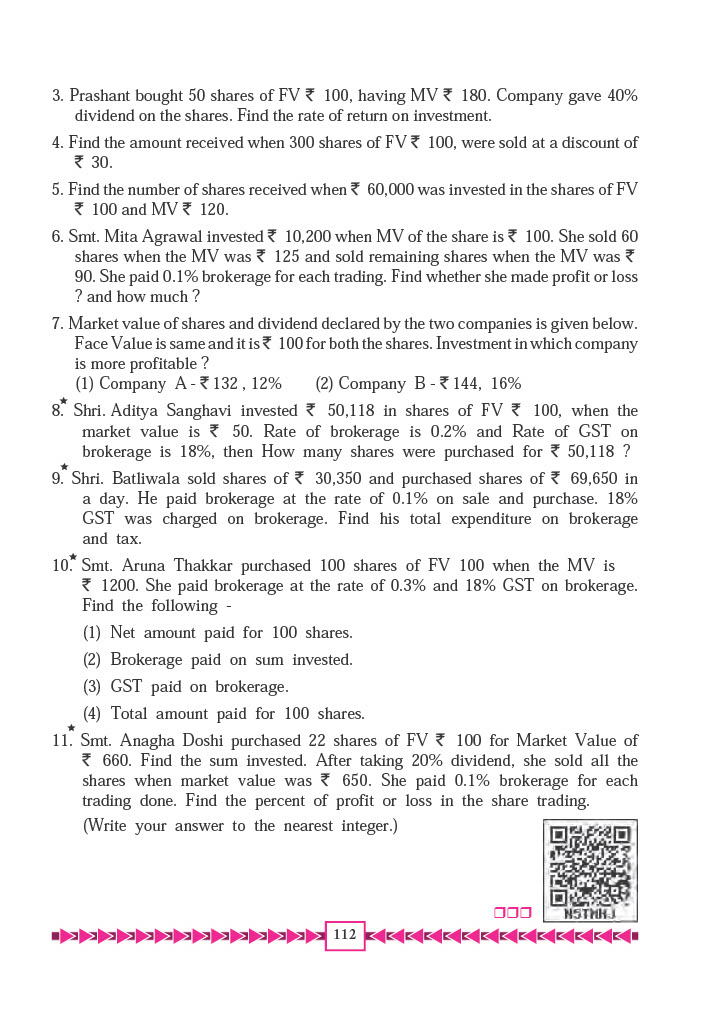 3. Prashant bought 50 shares of FV ₹ 100, having MV ₹ 180. Company gave 40%
dividend on the shares. Find the rate of return on investment.
4. Find the amount received when 300 shares of FV ₹ 100, were sold at a discount of
₹ 30.
5. Find the number of shares received when ₹ 60,000 was invested in the shares of FV
₹ 100 and MV ₹ 120.
6. Smt. Mita Agrawal invested ₹ 10,200 when MV of the share is ₹ 100. She sold 60
shares when the MV was ₹ 125 and sold remaining shares when the MV was ₹
90. She paid 0.1% brokerage for each trading. Find whether she made profit or loss
? and how much ?
7. Market value of shares and dividend declared by the two companies is given below.
Face Value is same and it is ₹ 100 for both the shares. Investment in which company
is more profitable ?
(1) Company A - ₹ 132 , 12% (2) Company B - ₹ 144, 16%
8.★ Shri. Aditya Sanghavi invested ₹ 50,118 in shares of FV ₹ 100, when the
market value is ₹ 50. Rate of brokerage is 0.2% and Rate of GST on
brokerage is 18%, then How many shares were purchased for ₹ 50,118 ?
9.★ Shri. Batliwala sold shares of ₹ 30,350 and purchased shares of ₹ 69,650 in
a day. He paid brokerage at the rate of 0.1% on sale and purchase. 18%
GST was charged on brokerage. Find his total expenditure on brokerage
and tax.
10.★ Smt. Aruna Thakkar purchased 100 shares of FV 100 when the MV is
₹ 1200. She paid brokerage at the rate of 0.3% and 18% GST on brokerage.
Find the following -
(1) Net amount paid for 100 shares.
(2) Brokerage paid on sum invested.
(3) GST paid on brokerage.
(4) Total amount paid for 100 shares.
11.★ Smt. Anagha Doshi purchased 22 shares of FV ₹ 100 for Market Value of
₹ 660. Find the sum invested. After taking 20% dividend, she sold all the
shares when market value was ₹ 650. She paid 0.1% brokerage for each
trading done. Find the percent of profit or loss in the share trading.
(Write your answer to the nearest integer.)
N5TMHJ
112